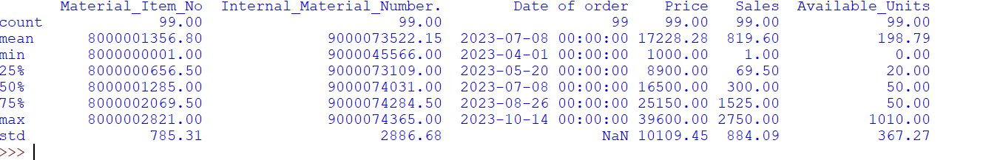 Material_Item_No Internal_Material_Number. Date of order Price Sales Available_Units
count 99.00 99.00 99 99.00 99.00 99.00
mean 8000001356.80 9000073522.15 2023-07-08 00:00:00 17228.28 819.60 198.79
min 8000000001.00 9000045566.00 2023-04-01 00:00:00 1000.00 1.00 0.00
25% 8000000656.50 9000073109.00 2023-05-20 00:00:00 8900.00 69.50 20.00
50% 8000001285.00 9000074031.00 2023-07-08 00:00:00 16500.00 300.00 50.00
75% 8000002069.50 9000074284.50 2023-08-26 00:00:00 25150.00 1525.00 50.00
max 8000002821.00 9000074365.00 2023-10-14 00:00:00 39600.00 2750.00 1010.00
std 785.31 2886.68 NaN 10109.45 884.09 367.27
>>>